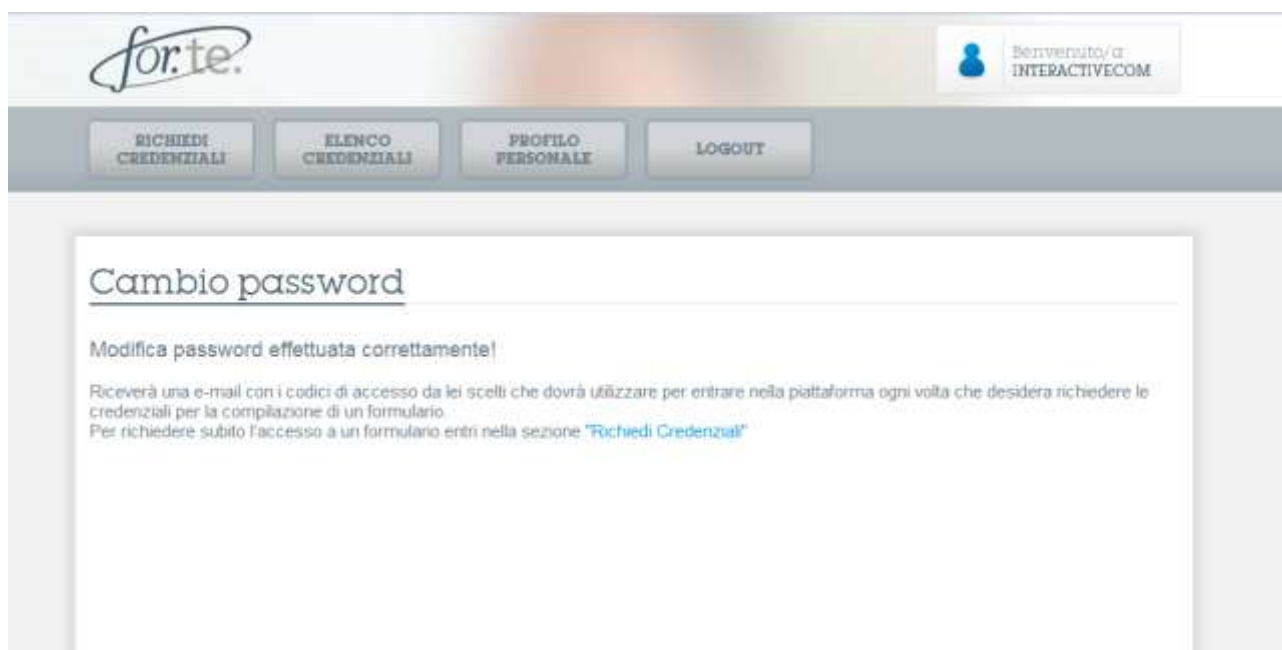 for.te.
Benvenuto/a
INTERACTIVECOM
RICHIEDI
CREDENZIALI
ELENCO
CREDENZIALI
PROFILO
PERSONALE
LOGOUT
Cambio password
Modifica password effettuata correttamente!
Riceverà una e-mail con i codici di accesso da lei scelti che dovrà utilizzare per entrare nella piattaforma ogni volta che desidera richiedere le
credenziali per la compilazione di un formulario.
Per richiedere subito l'accesso a un formulario entri nella sezione "Richiedi Credenziali"